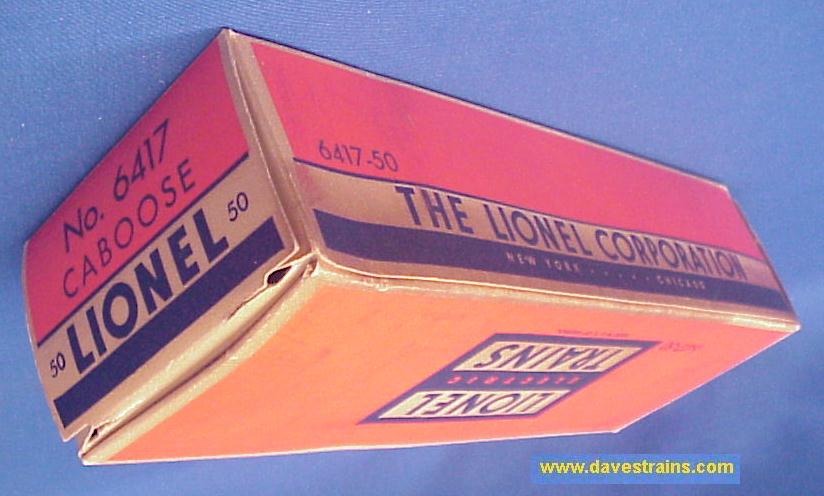 No. 6417
CABOOSE
50 LIONEL 50
6417-50
THE LIONEL CORPORATION
NEW YORK . . . . . CHICAGO
LIONEL
ELECTRIC
TRAINS
www.davestrains.com